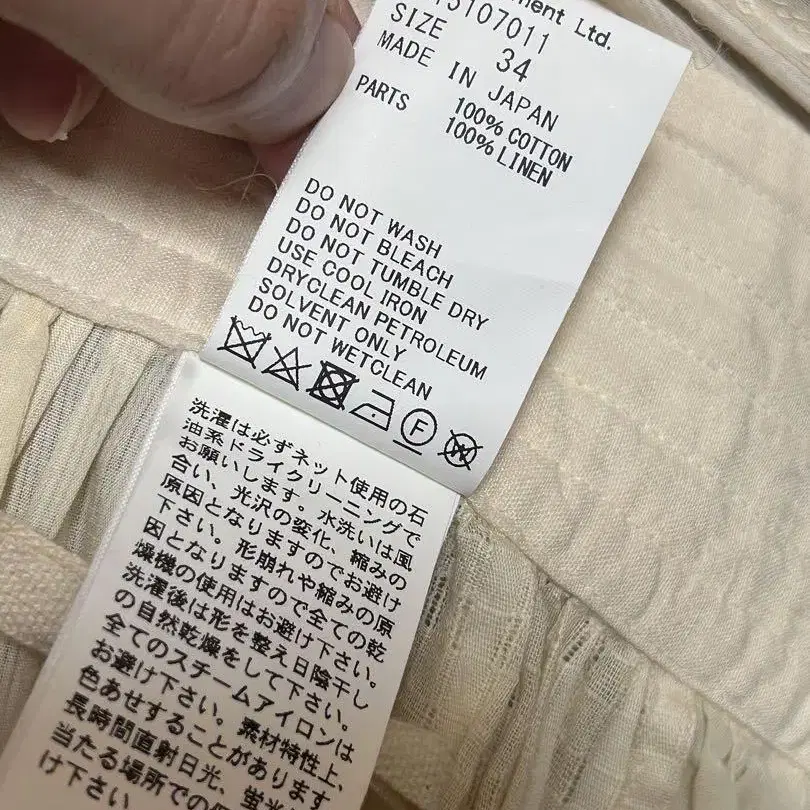 ment Ltd.
5107011
SIZE 34
MADE IN JAPAN
PARTS 100% COTTON
100% LINEN
DO NOT WASH
DO NOT BLEACH
DO NOT TUMBLE DRY
USE COOL IRON
DRYCLEAN PETROLEUM
SOLVENT ONLY
DO NOT WETCLEAN
F
W
洗濯は必ずネット使用の石
油系ドライクリーニングで
お願いします。水洗いは風
合い、光沢の変化、縮みの
原因となりますのでお避け
下さい。形崩れや縮みの原
因となりますので全ての乾
燥機の使用はお避け下さい。
洗濯後は形を整え日陰干し
の自然乾燥をして下さい。
全てのスチームアイロンは
お避け下さい。素材特性上、
色あせすることがあります
長時間直射日光、蛍光
当たる場所での
け下さい。